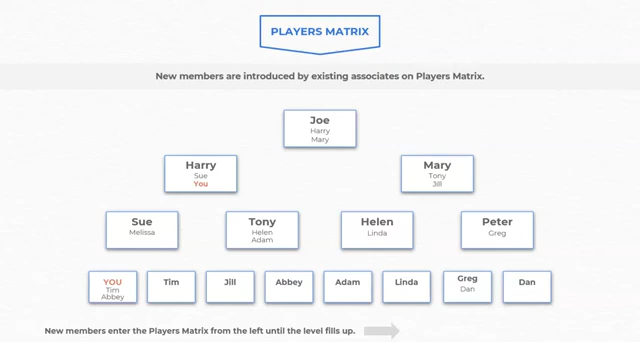 PLAYERS MATRIX
New members are introduced by existing associates on Players Matrix.
Joe
Harry
Mary
Harry
Sue
You
Mary
Tony
Jill
Sue
Melissa
Tony
Helen
Adam
Helen
Linda
Peter
Greg
YOU
Tim
Abbey
Tim
Jill
Abbey
Adam
Linda
Greg
Dan
Dan
New members enter the Players Matrix from the left until the level fills up.